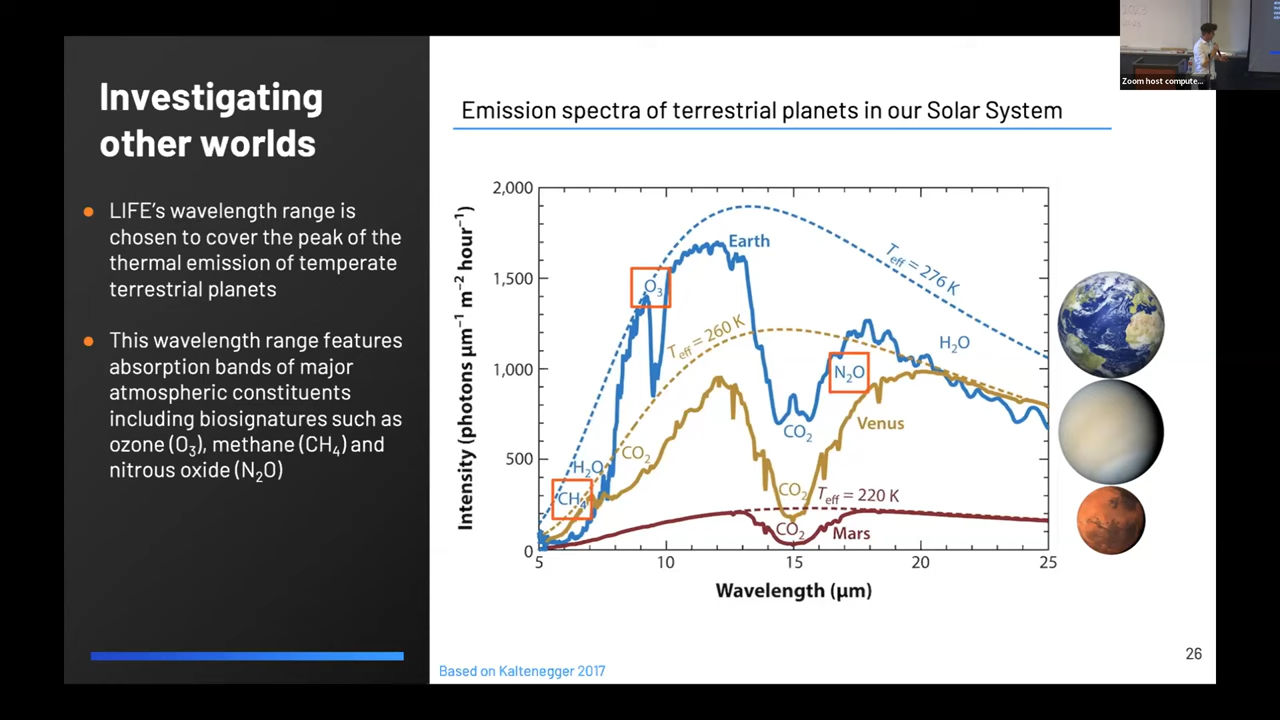 Zoom host compute...
Investigating
other worlds
● LIFE's wavelength range is
chosen to cover the peak of the
thermal emission of temperate
terrestrial planets
● This wavelength range features
absorption bands of major
atmospheric constituents
including biosignatures such as
ozone (O₃), methane (CH₄) and
nitrous oxide (N₂O)
Emission spectra of terrestrial planets in our Solar System
Intensity (photons μm⁻¹ m⁻² hour⁻¹)
2,000
1,500
1,000
500
0
Earth
T_eff = 276 K
O₃
T_eff = 260 K
H₂O
N₂O
Venus
CO₂
CO₂
H₂O
CH₄
CO₂
T_eff = 220 K
CO₂
Mars
5
10
15
20
25
Wavelength (μm)
26
Based on Kaltenegger 2017